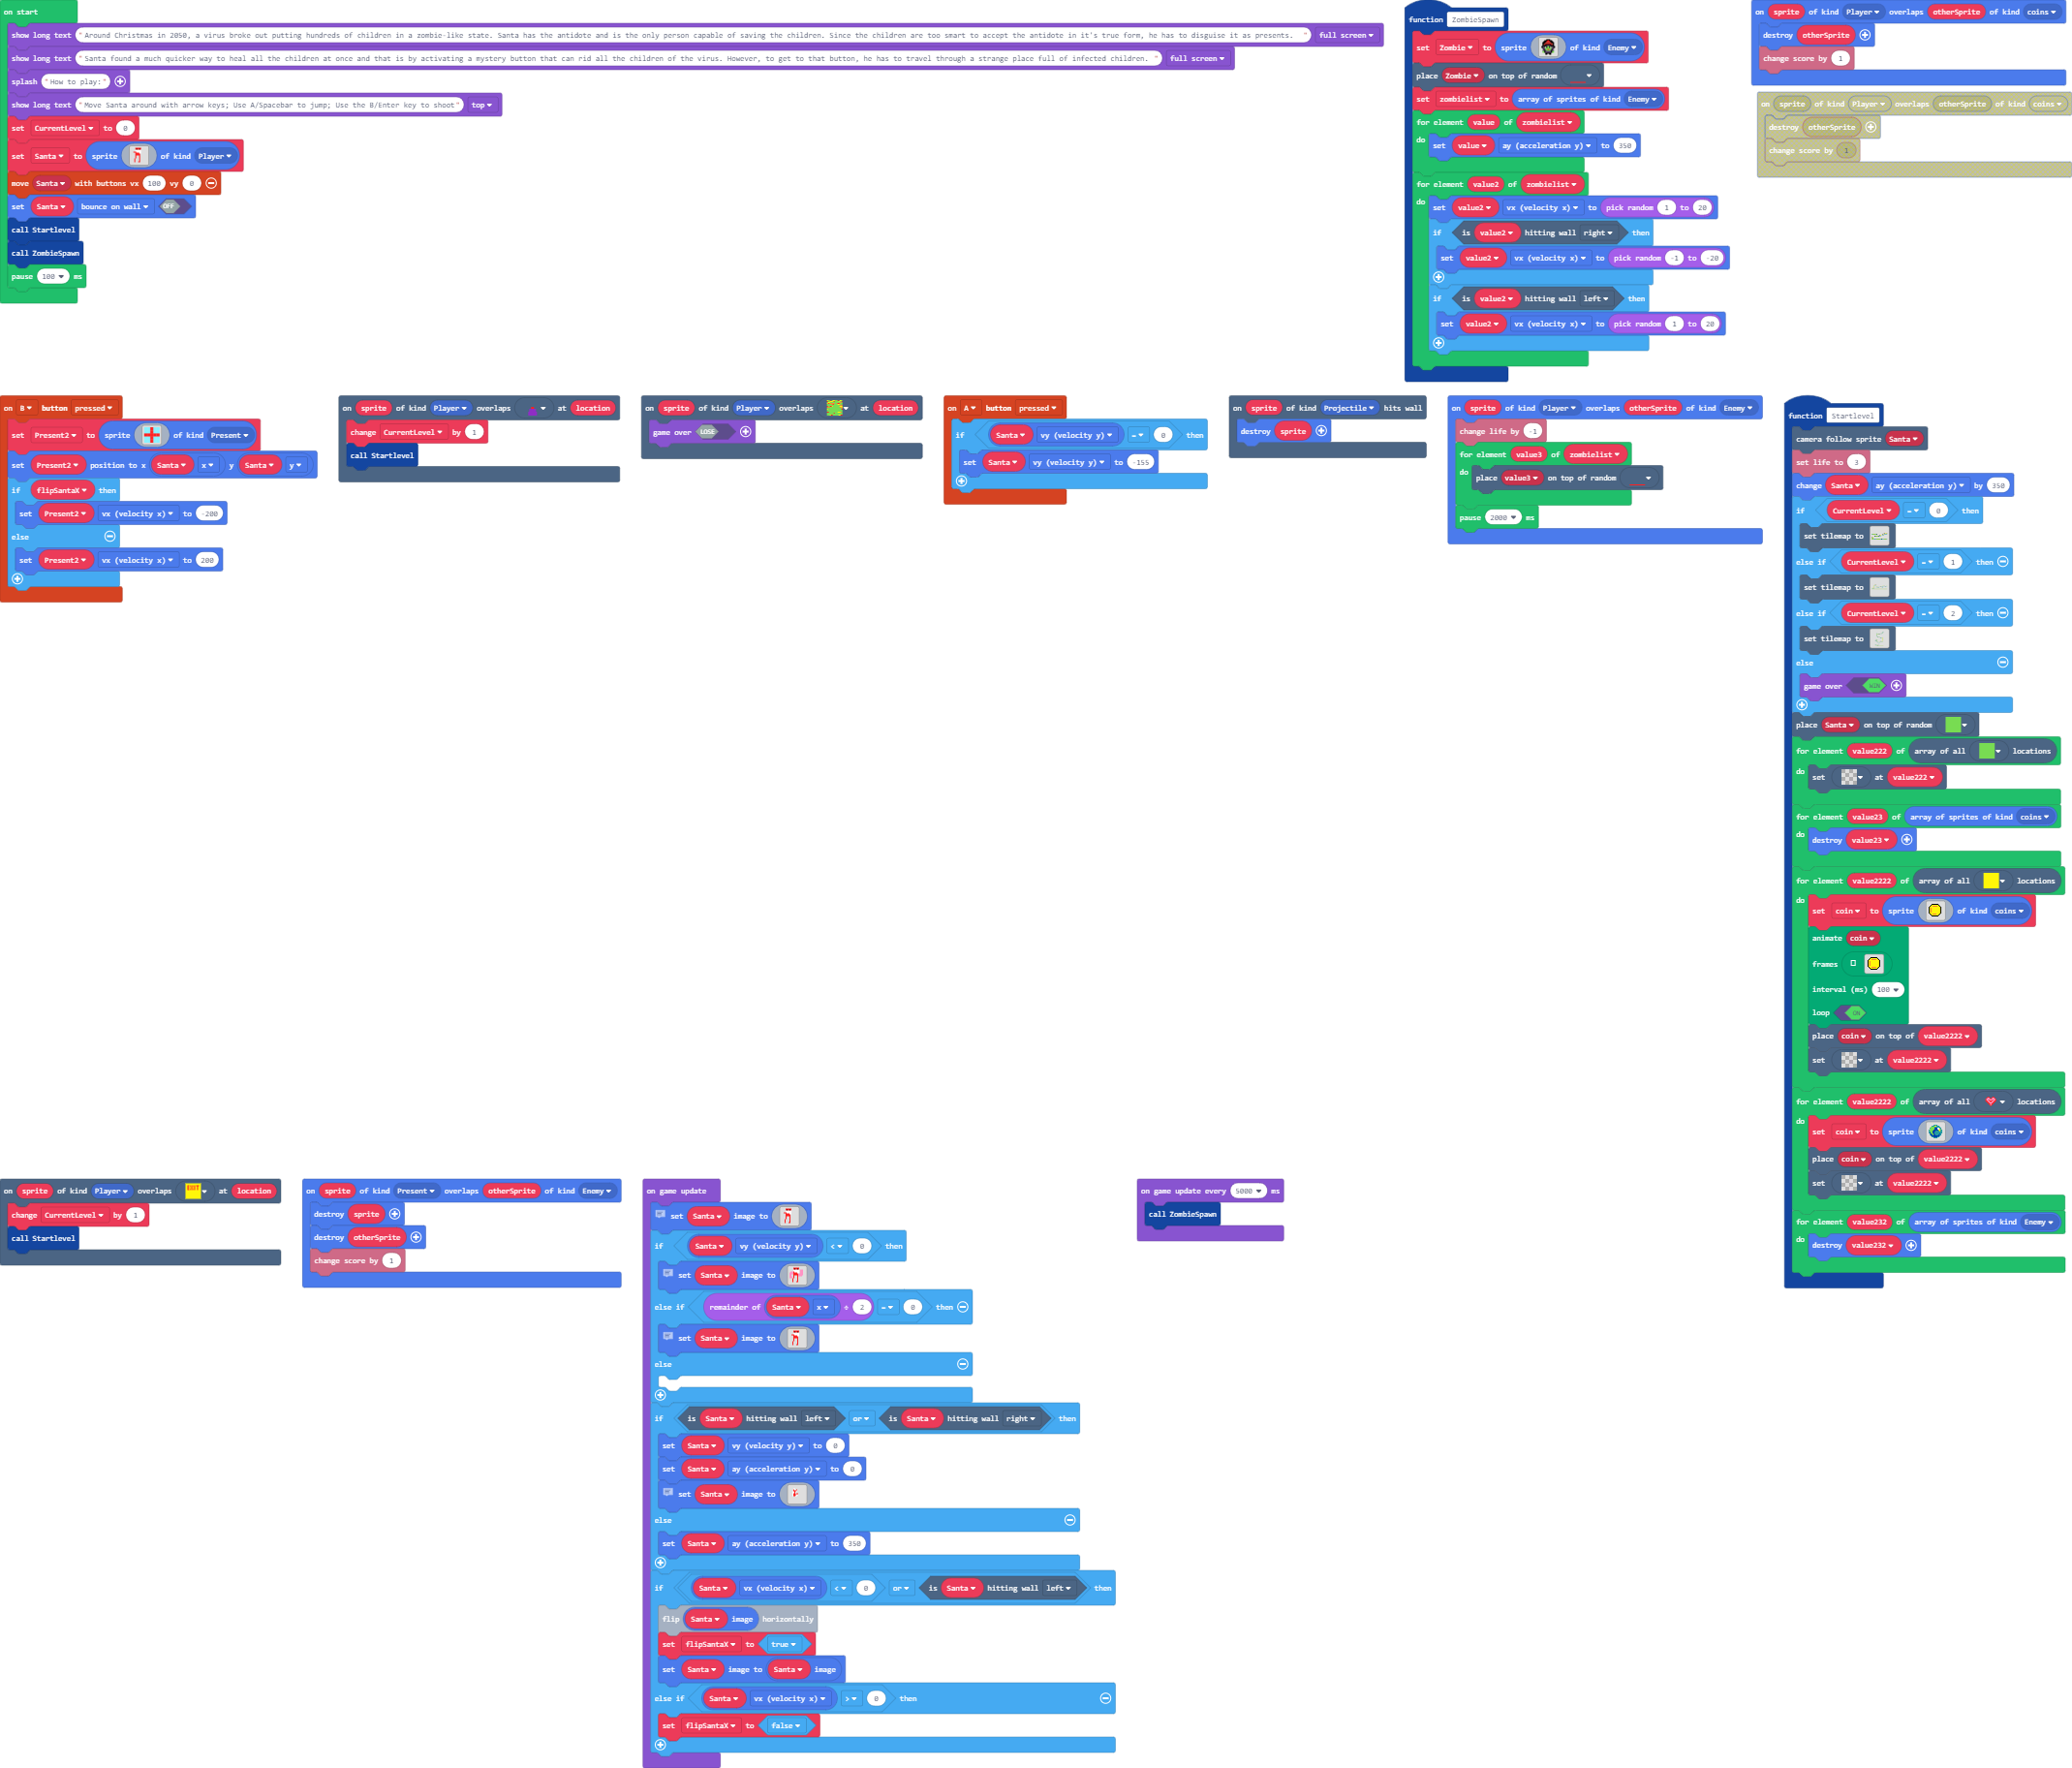 on start
show long text "Around Christmas in 2050, a virus broke out putting hundreds of children in a zombie-like state. Santa has the antidote and is the only person capable of saving the children. Since the children are too smart to accept the antidote in it's true form, he has to disguise it as presents. " full screen
show long text "Santa found a much quicker way to heal all the children at once and that is by activating a mystery button that can rid all the children of the virus. However, to get to that button, he has to travel through a strange place full of infected children. " full screen
splash "How to play:"
show long text "Move Santa around with arrow keys; Use A/Spacebar to jump; Use the B/Enter key to shoot" top
set CurrentLevel to 0
set Santa to sprite of kind Player
move Santa with buttons vx 100 vy 0
set Santa bounce on wall OFF
call Startlevel
call ZombieSpawn
pause 100 ms
function ZombieSpawn
set Zombie to sprite of kind Enemy
place Zombie on top of random
set zombielist to array of sprites of kind Enemy
for element value of zombielist
do set value ay (acceleration y) to 350
for element value2 of zombielist
do set value2 vx (velocity x) to pick random 1 to 20
if is value2 hitting wall right then
set value2 vx (velocity x) to pick random -1 to -20
if is value2 hitting wall left then
set value2 vx (velocity x) to pick random 1 to 20
on sprite of kind Player overlaps otherSprite of kind coins
destroy otherSprite
change score by 1
on sprite of kind Player overlaps otherSprite of kind coins
destroy otherSprite
change score by 1
on B button pressed
set Present2 to sprite of kind Present
set Present2 position to x Santa x y Santa y
if flipSantaX then
set Present2 vx (velocity x) to -200
else
set Present2 vx (velocity x) to 200
on sprite of kind Player overlaps at location
change CurrentLevel by 1
call Startlevel
on sprite of kind Player overlaps at location
game over LOSE
on A button pressed
if Santa vy (velocity y) = 0 then
set Santa vy (velocity y) to -155
on sprite of kind Projectile hits wall
destroy sprite
on sprite of kind Player overlaps otherSprite of kind Enemy
change life by -1
for element value3 of zombielist
do place value3 on top of random
pause 2000 ms
function Startlevel
camera follow sprite Santa
set life to 3
change Santa ay (acceleration y) by 350
if CurrentLevel = 0 then
set tilemap to
else if CurrentLevel = 1 then
set tilemap to
else if CurrentLevel = 2 then
set tilemap to
else
game over WIN
place Santa on top of random
for element value222 of array of all locations
do set at value222
for element value23 of array of sprites of kind coins
do destroy value23
for element value2222 of array of all locations
do set coin to sprite of kind coins
animate coin
frames
interval (ms) 100
loop ON
place coin on top of value2222
set at value2222
for element value2222 of array of all locations
do set coin to sprite of kind coins
place coin on top of value2222
set at value2222
for element value232 of array of sprites of kind Enemy
do destroy value232
on sprite of kind Player overlaps EXIT at location
change CurrentLevel by 1
call Startlevel
on sprite of kind Present overlaps otherSprite of kind Enemy
destroy sprite
destroy otherSprite
change score by 1
on game update
set Santa image to
if Santa vy (velocity y) < 0 then
set Santa image to
else if remainder of Santa x ÷ 2 = 0 then
set Santa image to
else
if is Santa hitting wall left or is Santa hitting wall right then
set Santa vy (velocity y) to 0
set Santa ay (acceleration y) to 0
set Santa image to
else
set Santa ay (acceleration y) to 350
if Santa vx (velocity x) < 0 or is Santa hitting wall left then
flip Santa image horizontally
set flipSantaX to true
set Santa image to Santa image
else if Santa vx (velocity x) > 0 then
set flipSantaX to false
on game update every 5000 ms
call ZombieSpawn